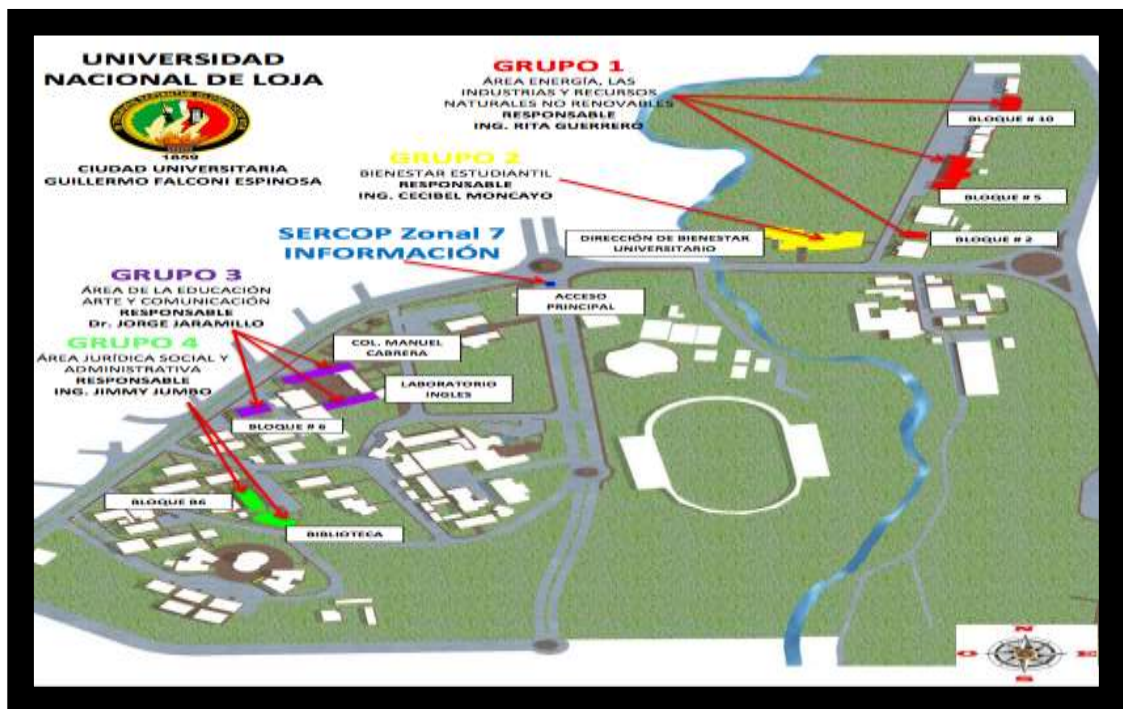 UNIVERSIDAD
NACIONAL DE LOJA
1859
CIUDAD UNIVERSITARIA
GUILLERMO FALCONI ESPINOSA
GRUPO 1
ÁREA ENERGÍA, LAS
INDUSTRIAS Y RECURSOS
NATURALES NO RENOVABLES
RESPONSABLE
ING. RITA GUERRERO
BLOQUE # 10
BLOQUE # 5
BLOQUE # 2
GRUPO 2
BIENESTAR ESTUDIANTIL
RESPONSABLE
ING. CECIBEL MONCAYO
DIRECCIÓN DE BIENESTAR
UNIVERSITARIO
SERCOP Zonal 7
INFORMACIÓN
ACCESO
PRINCIPAL
GRUPO 3
ÁREA DE LA EDUCACIÓN
ARTE Y COMUNICACIÓN
RESPONSABLE
Dr. JORGE JARAMILLO
COL. MANUEL
CABRERA
LABORATORIO
INGLES
BLOQUE # 6
GRUPO 4
ÁREA JURÍDICA SOCIAL Y
ADMINISTRATIVA
RESPONSABLE
ING. JIMMY JUMBO
BLOQUE B6
BIBLIOTECA
N
O
E
S